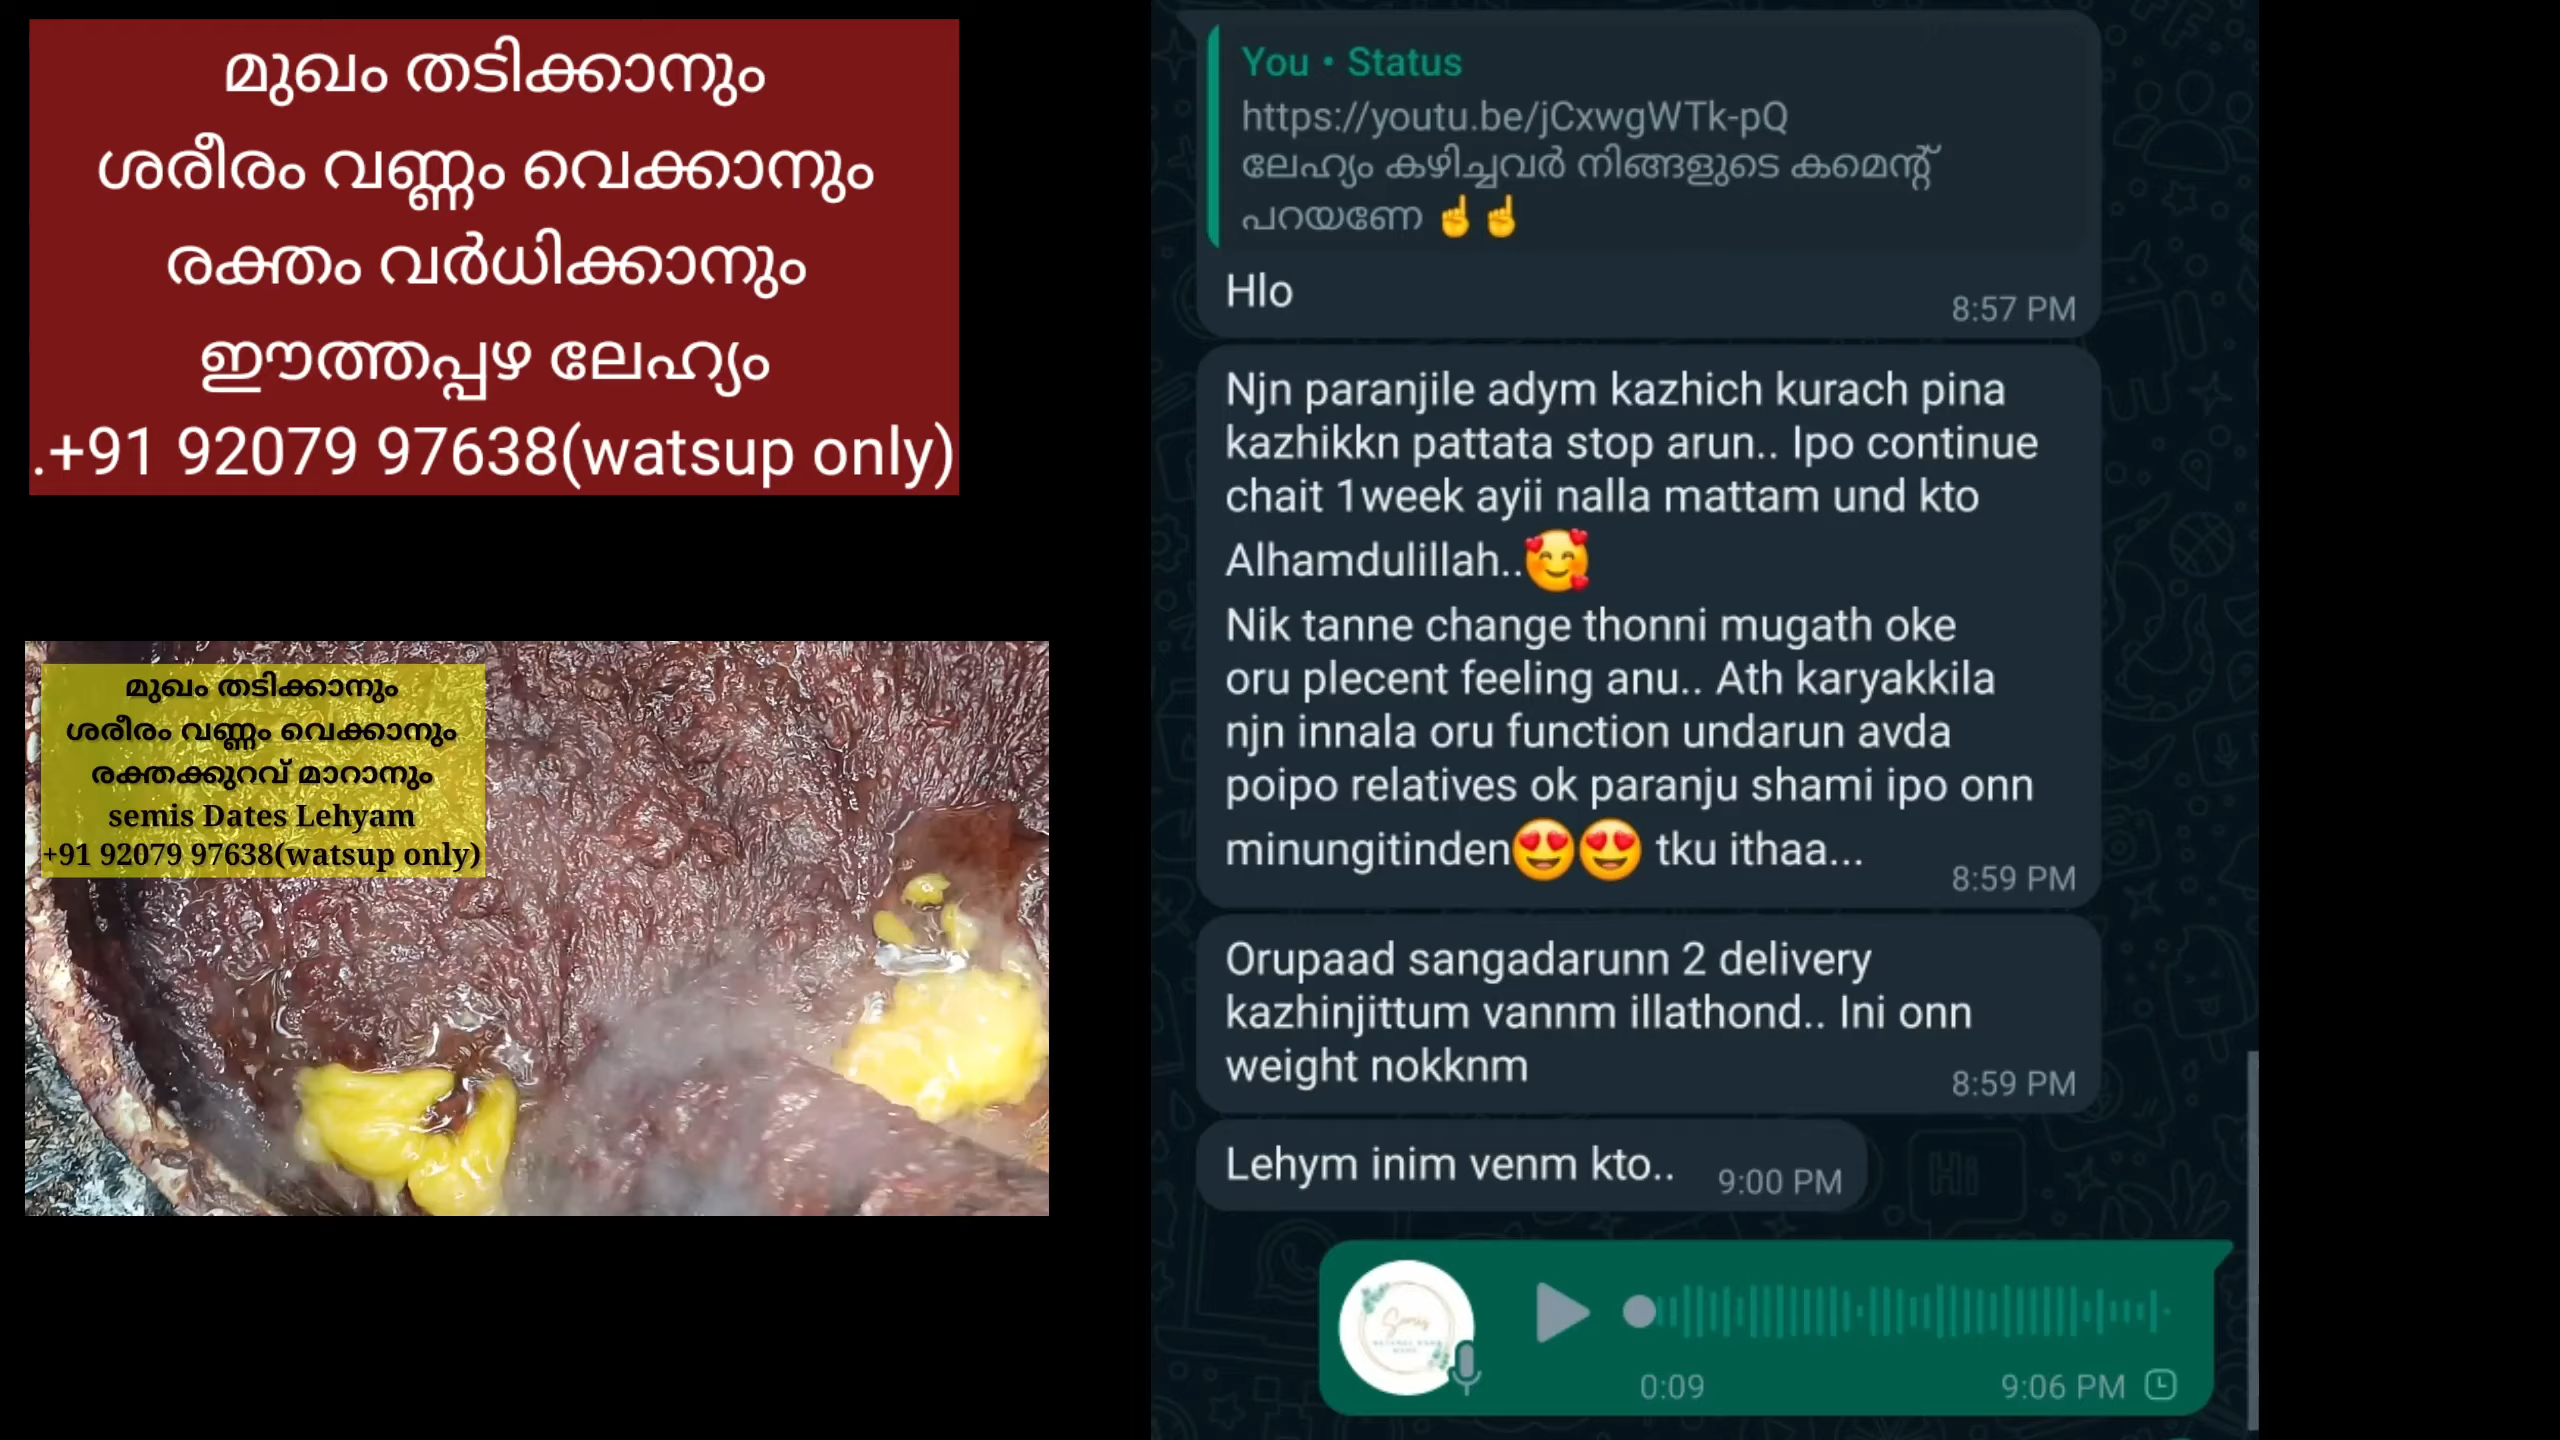 മുഖം തടിക്കാനും
ശരീരം വണ്ണം വെക്കാനും
രക്തം വർധിക്കാനും
ഈത്തപ്പഴ ലേഹ്യം
.+91 92079 97638(watsup only)
മുഖം തടിക്കാനും
ശരീരം വണ്ണം വെക്കാനും
രക്തക്കുറവ് മാറാനും
semis Dates Lehyam
+91 92079 97638(watsup only)
You • Status
https://youtu.be/jCxwgWTk-pQ
ലേഹ്യം കഴിച്ചവർ നിങ്ങളുടെ കമെന്റ്
പറയണേ ☝️☝️
Hlo
8:57 PM
Njn paranjile adym kazhich kurach pina
kazhikkn pattata stop arun.. Ipo continue
chait 1week ayii nalla mattam und kto
Alhamdulillah..🥰
Nik tanne change thonni mugath oke
oru plecent feeling anu.. Ath karyakkila
njn innala oru function undarun avda
poipo relatives ok paranju shami ipo onn
minungitinden😍😍 tku ithaa...
8:59 PM
Orupaad sangadarunn 2 delivery
kazhinjittum vannm illathond.. Ini onn
weight nokknm
8:59 PM
Lehym inim venm kto..
9:00 PM
Semis
0:09
9:06 PM